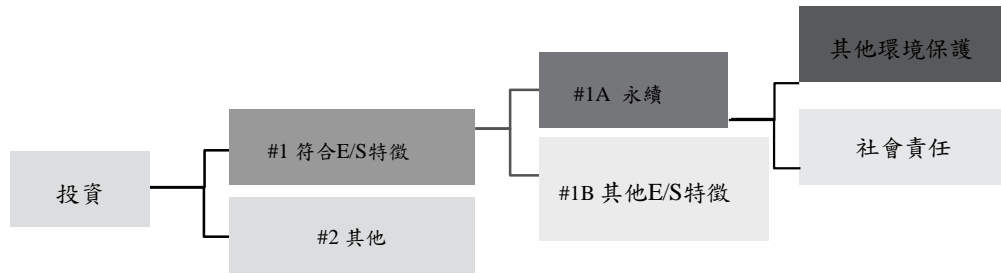 投資
#1 符合E/S特徵
#2 其他
#1A 永續
#1B 其他E/S特徵
其他環境保護
社會責任